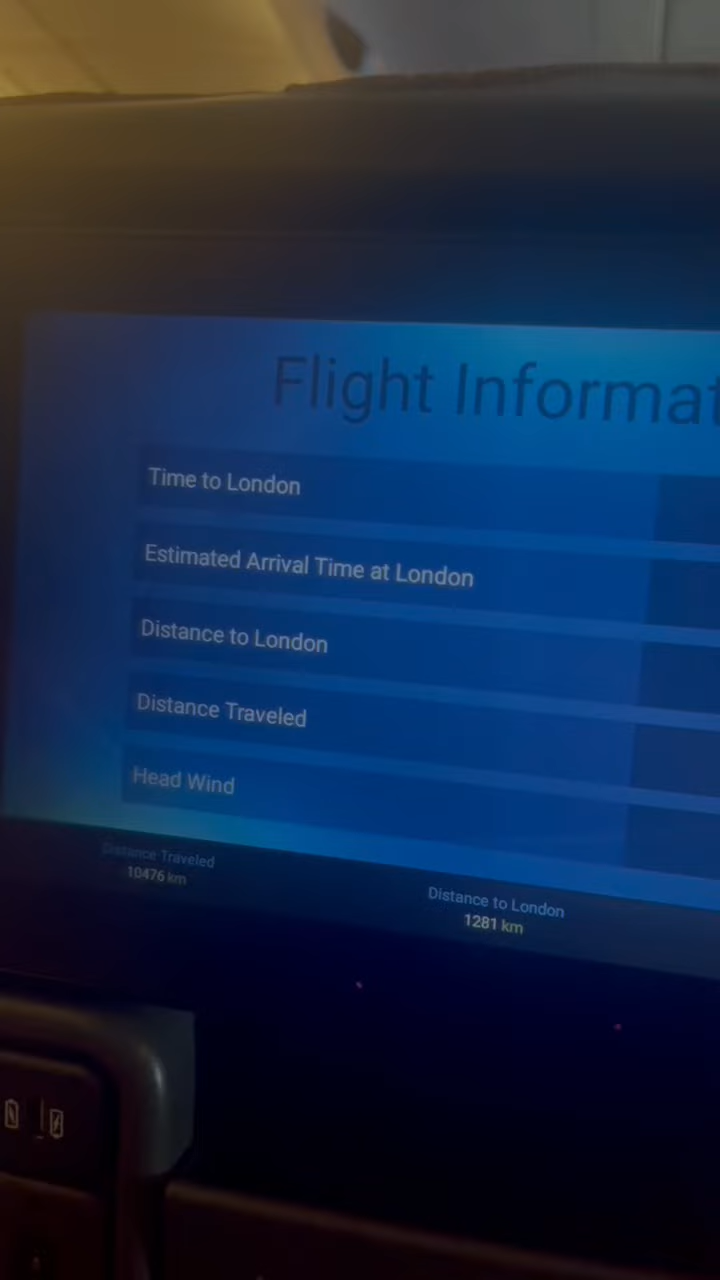 Flight Informat
Time to London
Estimated Arrival Time at London
Distance to London
Distance Traveled
Head Wind
Distance Traveled
10476 km
Distance to London
1281 km